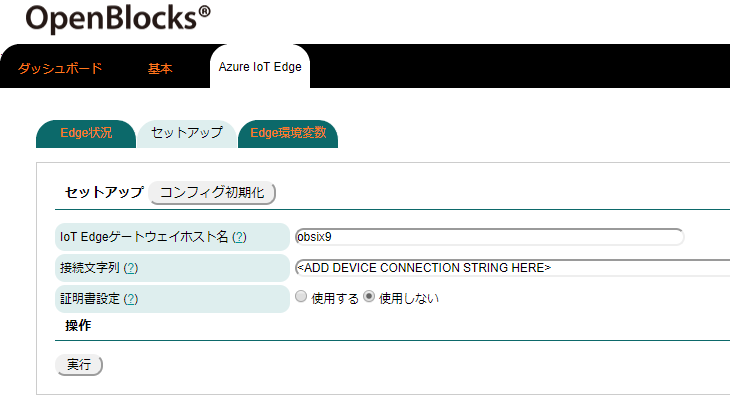 OpenBlocks®
ダッシュボード 基本 Azure IoT Edge
Edge状況 セットアップ Edge環境変数
セットアップ コンフィグ初期化
IoT Edgeゲートウェイホスト名 (?) obsix9
接続文字列 (?) <ADD DEVICE CONNECTION STRING HERE>
証明書設定 (?) 使用する 使用しない
操作
実行